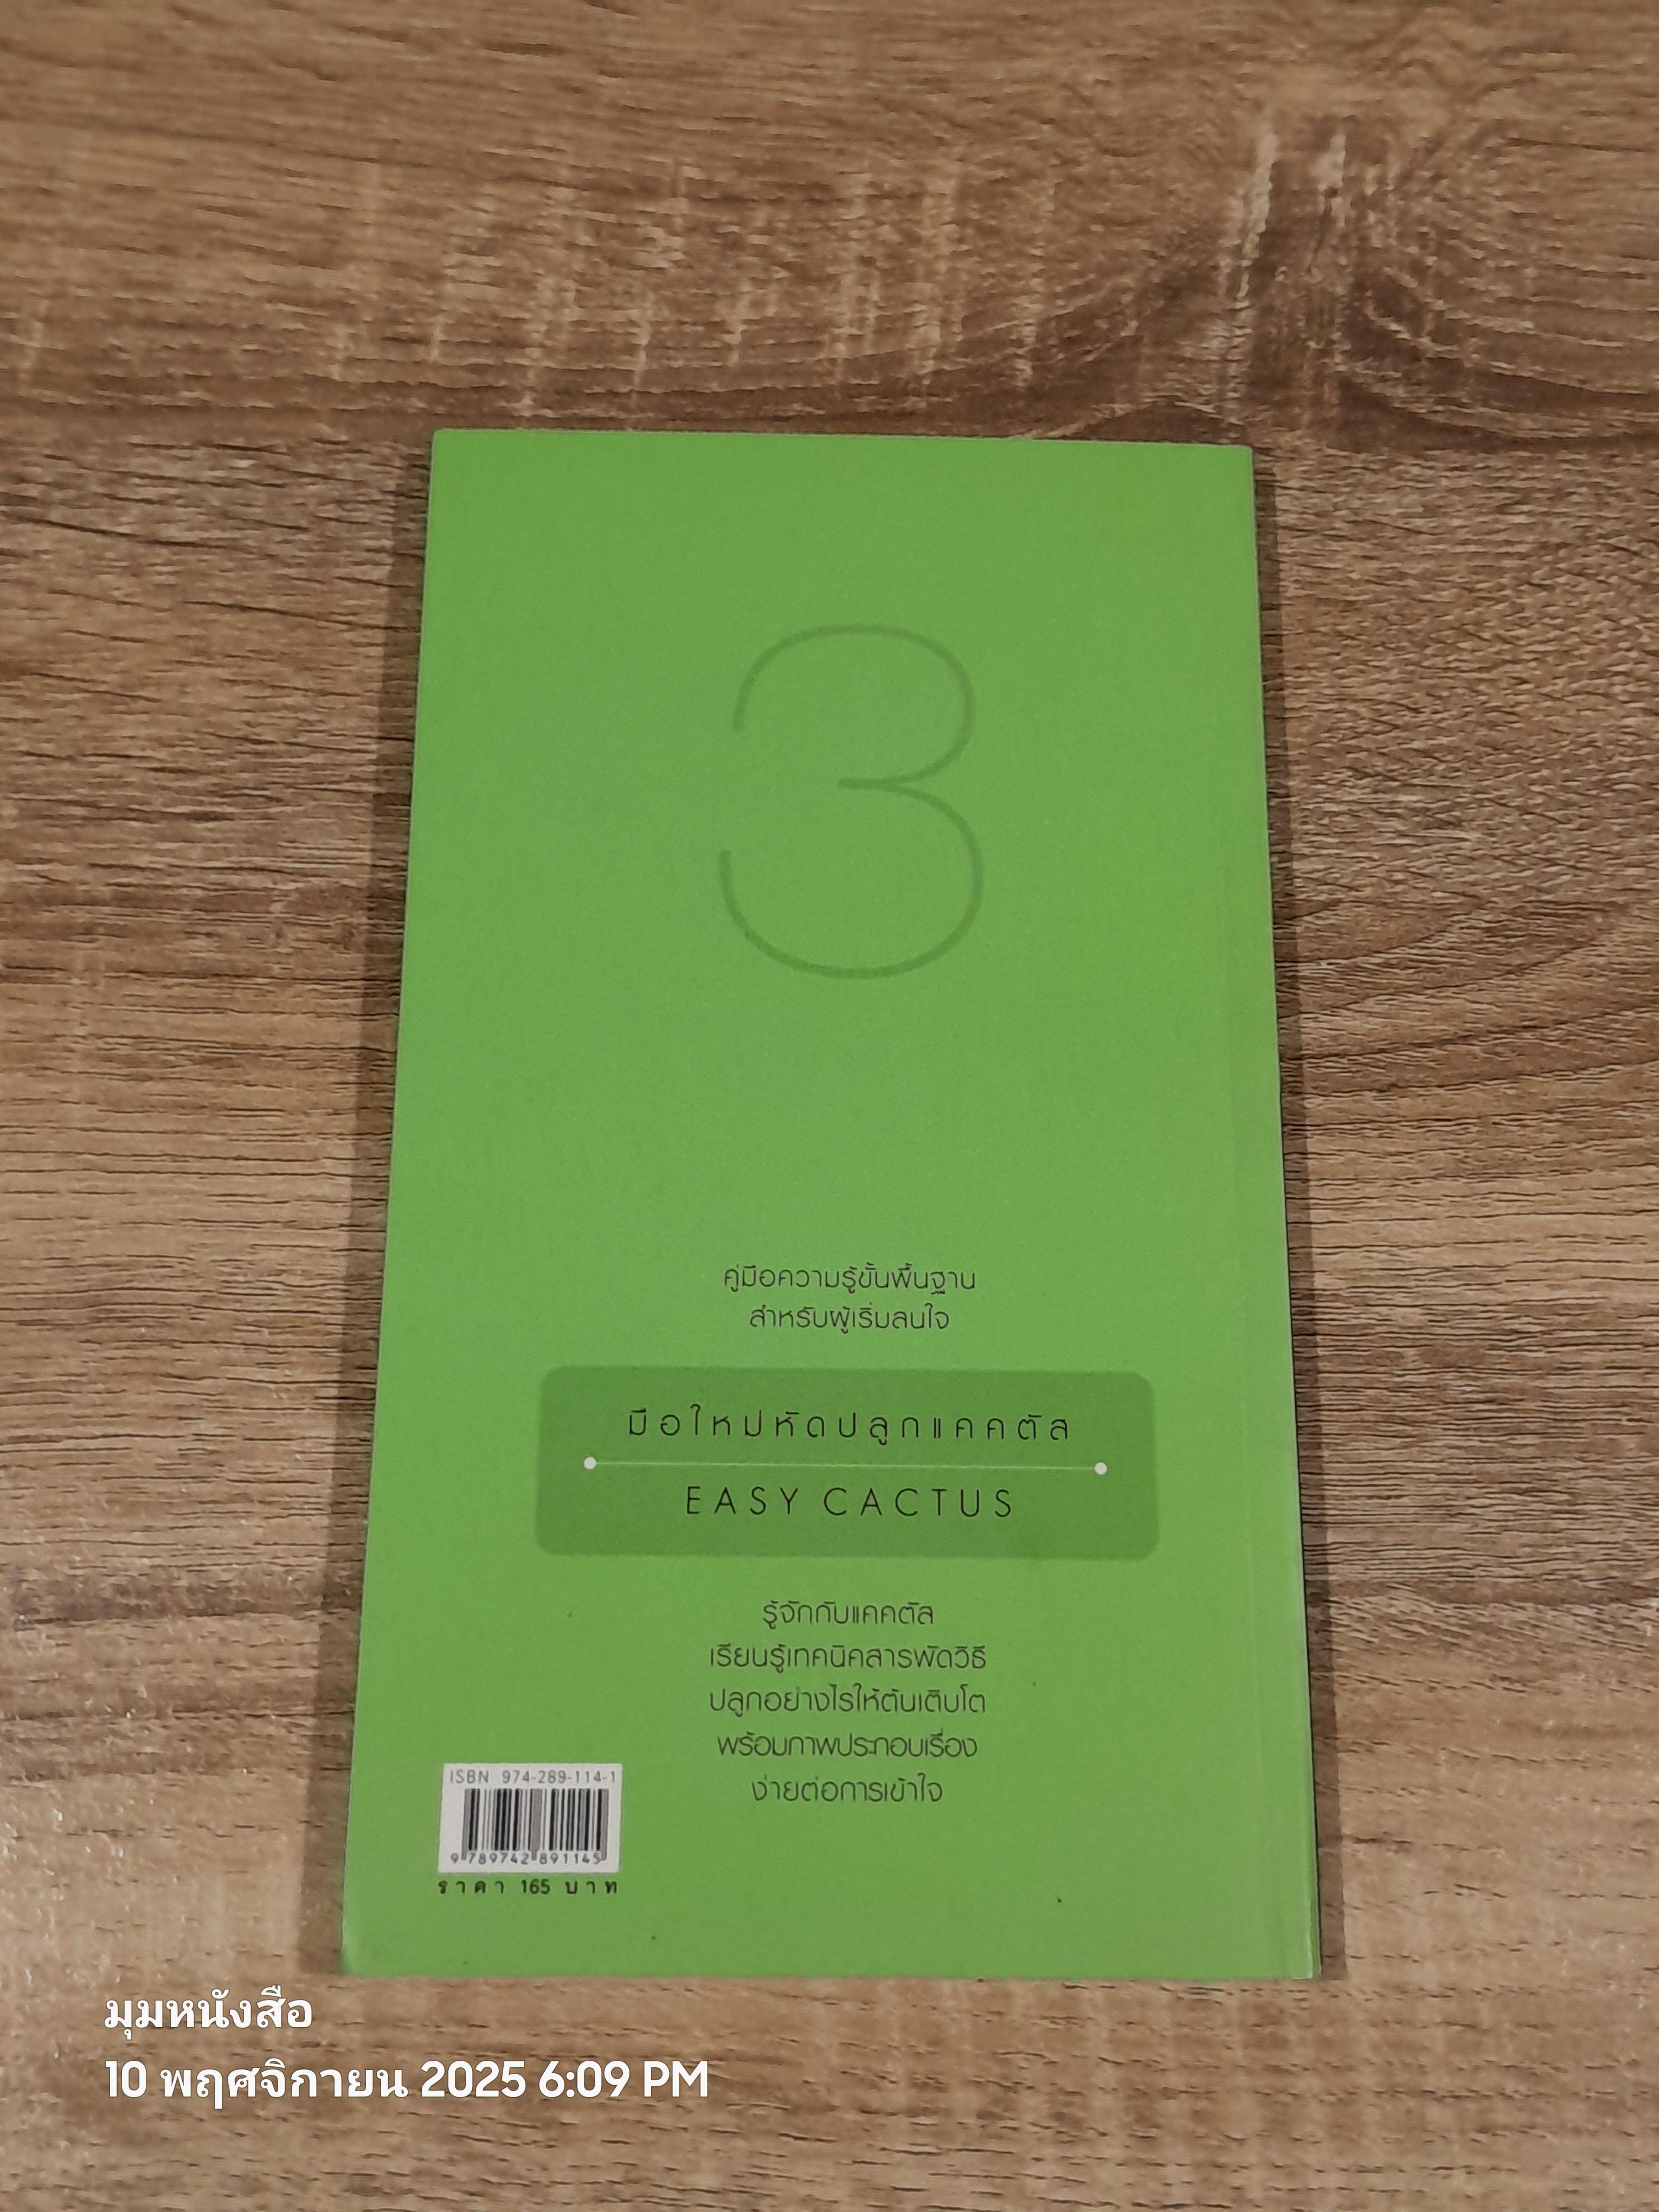 3
คู่มือความรู้ขั้นพื้นฐาน
สำหรับผู้เริ่มสนใจ
มือใหม่หัดปลูกแคคตัส
EASY CACTUS
รู้จักกับแคคตัส
เรียนรู้เทคนิคสารพัดวิธี
ปลูกอย่างไรให้ต้นเติบโต
พร้อมภาพประกอบเรื่อง
ง่ายต่อการเข้าใจ
ISBN 974-289-114-1
9 789742 891145
ราคา 165 บาท
มุมหนังสือ
10 พฤศจิกายน 2025 6:09 PM